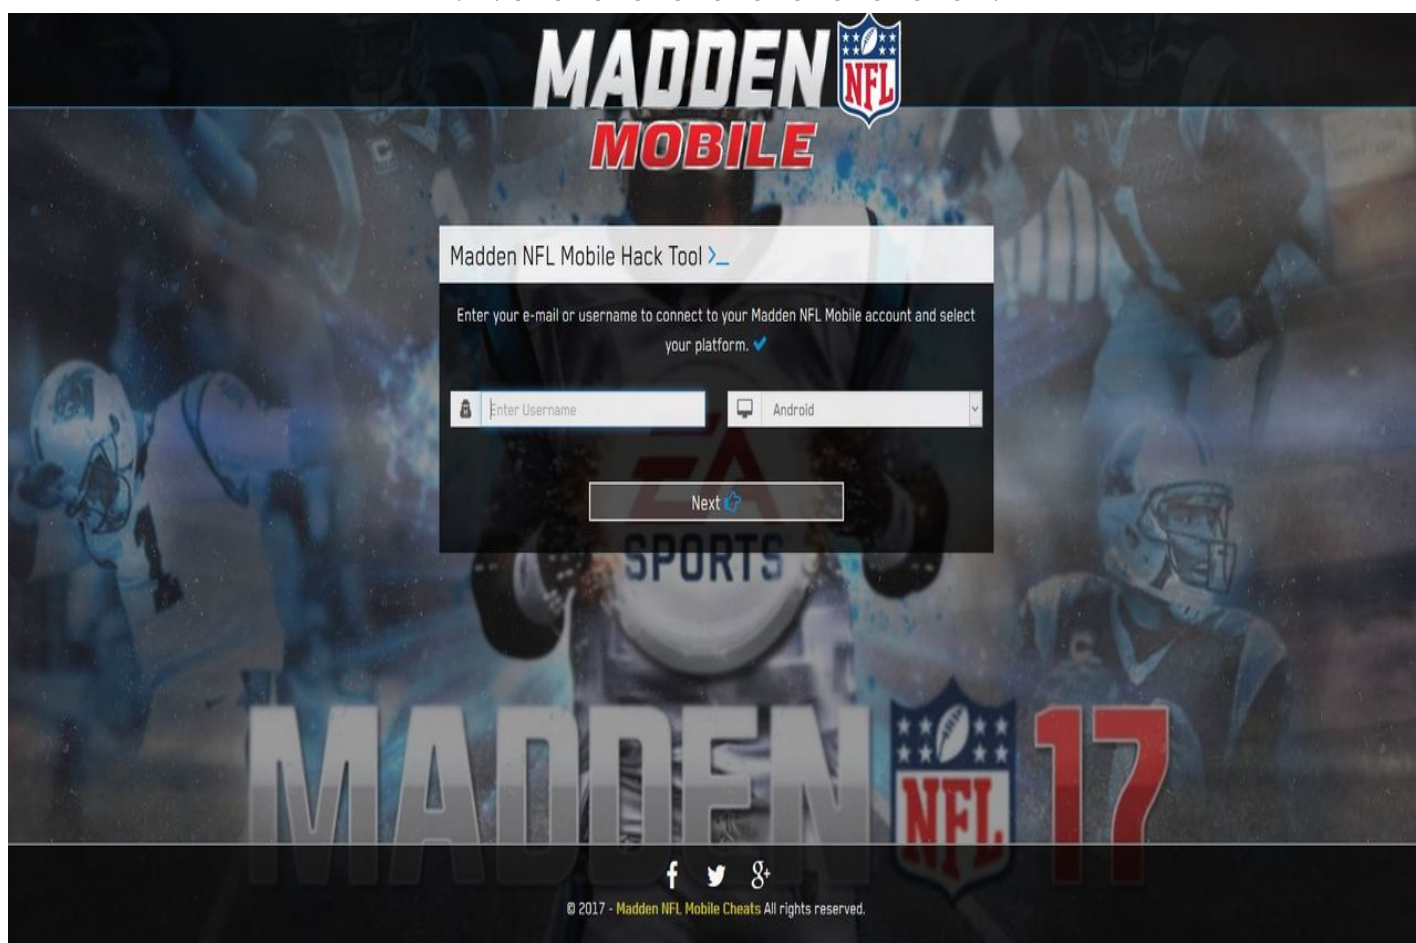 MADDEN NFL
MOBILE
Madden NFL Mobile Hack Tool >_
Enter your e-mail or username to connect to your Madden NFL Mobile account and select
your platform.
Enter Username
Android
Next
EA
SPORTS
MADDEN NFL 17
f g+
© 2017 - Madden NFL Mobile Cheats All rights reserved.